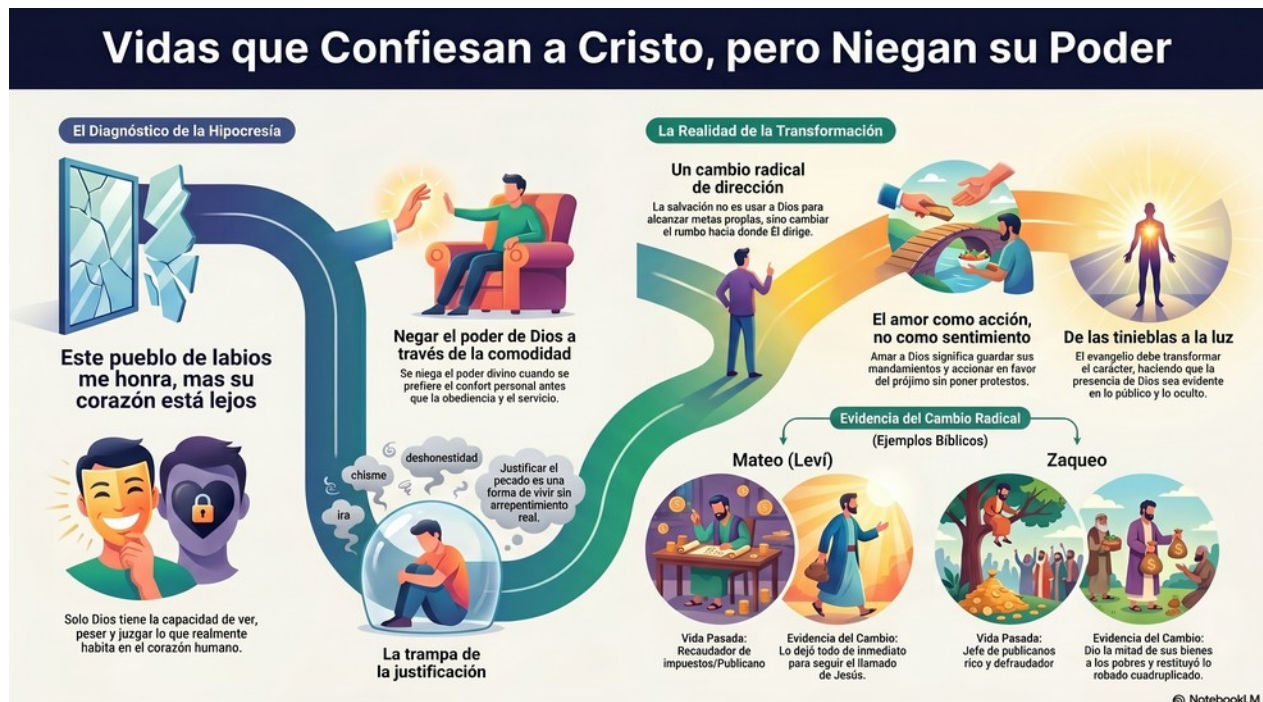 Vidas que Confiesan a Cristo, pero Niegan su Poder
El Diagnóstico de la Hipocresía
Este pueblo de labios
me honra, mas su
corazón está lejos
Solo Dios tiene la capacidad de ver,
peser y juzgar lo que realmente
habita en el corazón humano.
Negar el poder de Dios a
través de la comodidad
Se niega el poder divino cuando se
prefiere el confort personal antes
que la obediencia y el servicio.
ira
chisme
deshonestidad
Justificar el
pecado es una
forma de vivir sin
arrepentimiento
real.
La trampa de
la justificación
La Realidad de la Transformación
Un cambio radical
de dirección
La salvación no es usar a Dios para
alcanzar metas proplas, sino cambiar
el rumbo hacia donde Él dirige.
El amor como acción,
no como sentimiento
Amar a Dios significa guardar sus
mandamientos y accionar en favor
del prójimo sin poner protestos.
De las tinieblas a la luz
El evangelio debe transformar
el carácter, haciendo que la
presencia de Dios sea evidente
en lo público y lo oculto.
Evidencia del Cambio Radical
(Ejemplos Bíblicos)
Mateo (Leví)
Vida Pasada:
Recaudador de
impuestos/Publicano
Evidencia del Cambio:
Lo dejó todo de inmediato
para seguir el llamado
de Jesús.
Zaqueo
Vida Pasada:
Jefe de publicanos
rico y defraudador
Evidencia del Cambio:
Dio la mitad de sus bienes
a los pobres y restituyó lo
robado cuadruplicado.
NotebookLM